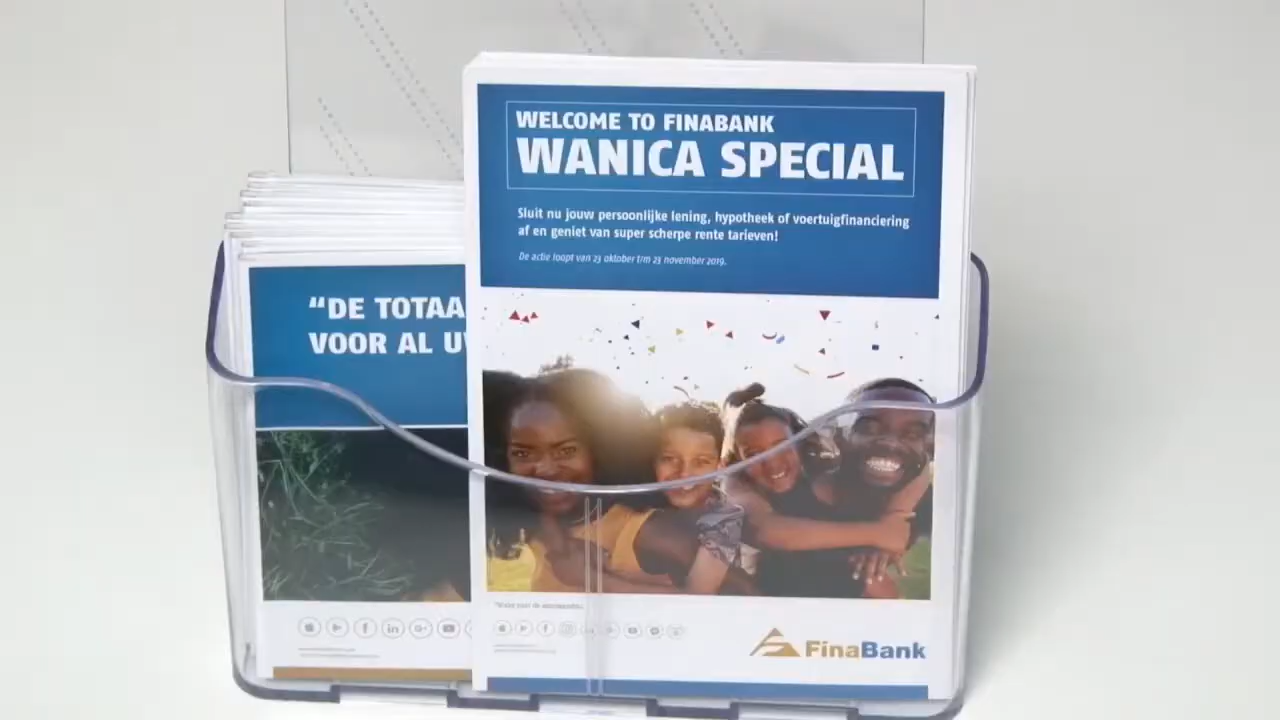 WELCOME TO FINABANK
WANICA SPECIAL
Sluit nu jouw persoonlijke lening, hypotheek of voertuigfinanciering
af en geniet van super scherpe rente tarieven!
De actie loopt van 23 oktober t/m 23 november 2019.
“DE TOTAA
VOOR AL U
FinaBank